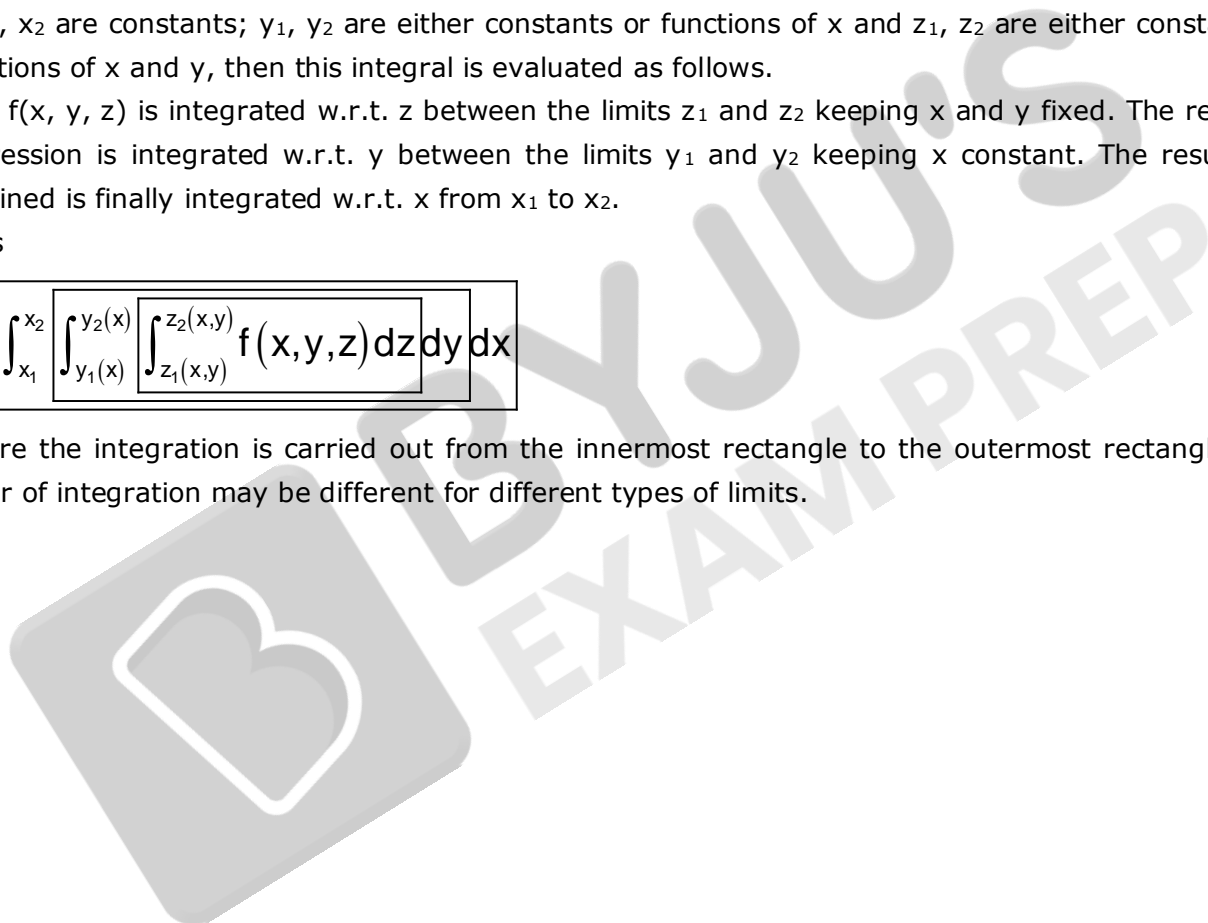 , x₂ are constants; y₁, y₂ are either constants or functions of x and z₁, z₂ are either const
tions of x and y, then this integral is evaluated as follows.
f(x, y, z) is integrated w.r.t. z between the limits z₁ and z₂ keeping x and y fixed. The re
ession is integrated w.r.t. y between the limits y₁ and y₂ keeping x constant. The resu
ined is finally integrated w.r.t. x from x₁ to x₂.
s
∫_{x₁}^{x₂} ∫_{y₁(x)}^{y₂(x)} ∫_{z₁(x,y)}^{z₂(x,y)} f(x,y,z)dz dy dx
re the integration is carried out from the innermost rectangle to the outermost rectang
r of integration may be different for different types of limits.
BYJU'S
EXAM PREP